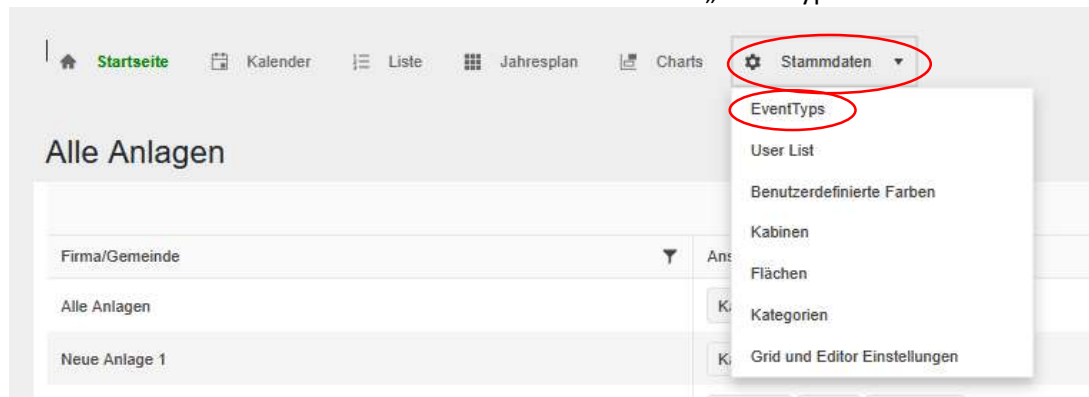 Startseite Kalender Liste Jahresplan Charts Stammdaten
EventTyps
Alle Anlagen
User List
Benutzerdefinierte Farben
Kabinen
Firma/Gemeinde
Flächen
Alle Anlagen
Kategorien
Neue Anlage 1
Grid und Editor Einstellungen